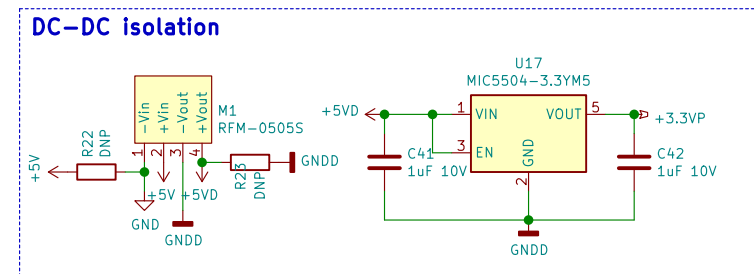 DC-DC isolation
U17
MIC5504-3.3YM5
-Vin
+Vin
-Vout
+Vout
M1
RFM-0505S
+5VD
1
VIN
VOUT
5
+3.3VP
R22
DNP
1
2
3
4
3
EN
GND
C41
1uF 10V
C42
1uF 10V
+5V
R23
DNP
GNDD
2
+5V
+5VD
GND
GNDD
GNDD